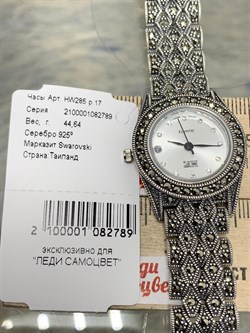 Часы Арт. HW285 р.17
Серия 2100001082789
Вес, г. 44,64
Серебро 925°
Марказит Swarovski
Страна:Таиланд
2 100001 082789
эксклюзивно для
"ЛЕДИ САМОЦВЕТ"